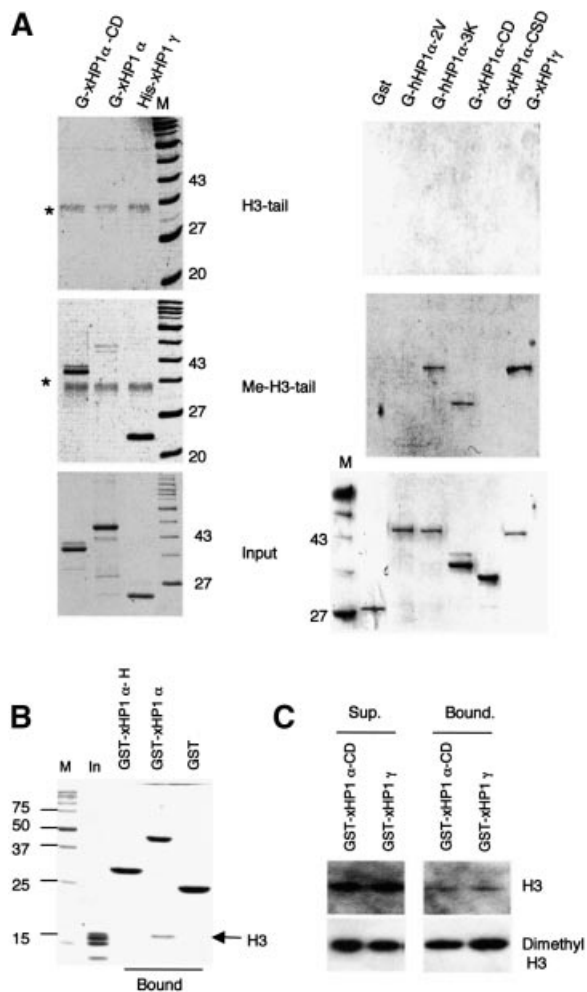 A
G-xHP1α-CD
G-xHP1 α
His-xHP1 γ
M
Gst
G-hHP1α-2V
G-hHP1α-3K
G-xHP1α-CD
G-xHP1α-CSD
G-xHP1γ
43
27
20
*
H3-tail
43
27
20
*
Me-H3-tail
43
27
Input
M
43
27
B
GST-xHP1 α- H
GST-xHP1 α
GST
M
In
75
50
37
25
15
H3
Bound
C
Sup.
Bound.
GST-xHP1 α-CD
GST-xHP1 γ
GST-xHP1 α-CD
GST-xHP1 γ
H3
Dimethyl
H3